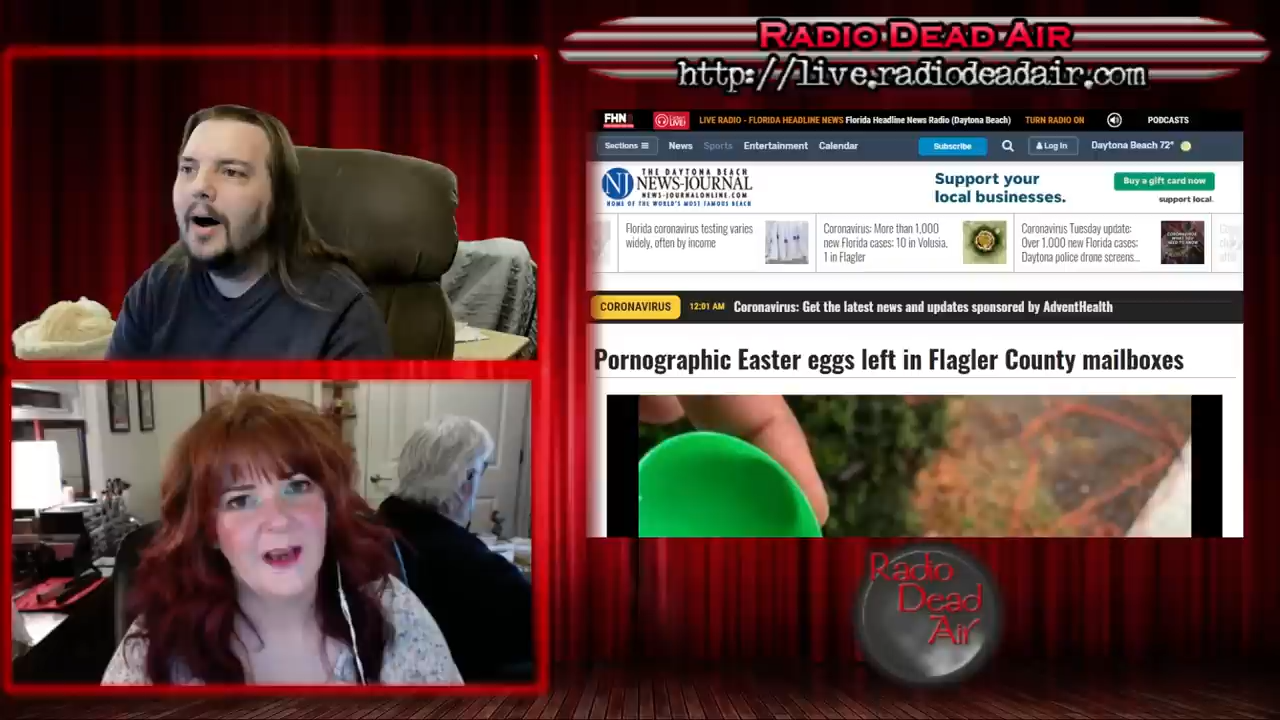 RADIO DEAD AIR
http://live.radiodeadair.com
FHN
LIVE!
LIVE RADIO - FLORIDA HEADLINE NEWS Florida Headline News Radio (Daytona Beach)
TURN RADIO ON
PODCASTS
Sections
News
Sports
Entertainment
Calendar
Subscribe
Log In
Daytona Beach 72°
NJ
THE DAYTONA BEACH
NEWS-JOURNAL
NEWS-JOURNALONLINE.COM
HOME OF THE WORLD'S MOST FAMOUS BEACH
Support your
local businesses.
Buy a gift card now
support local.
Florida coronavirus testing varies
widely, often by income
Coronavirus: More than 1,000
new Florida cases: 10 in Volusia,
1 in Flagler
Coronavirus Tuesday update:
Over 1,000 new Florida cases;
Daytona police drone screens...
CORONAVIRUS
12:01 AM
Coronavirus: Get the latest news and updates sponsored by AdventHealth
Pornographic Easter eggs left in Flagler County mailboxes
Radio
Dead
Air